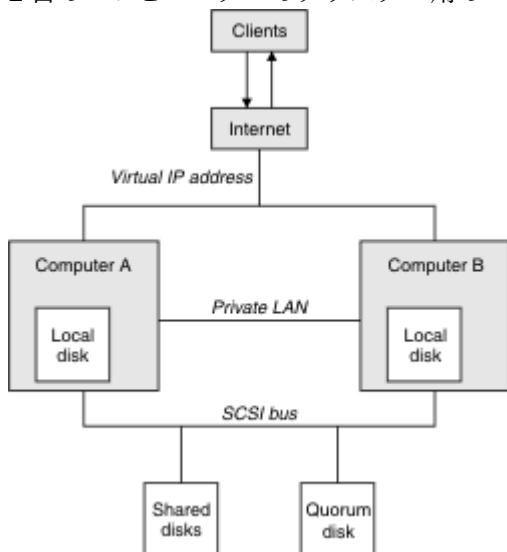 Clients
Internet
Virtual IP address
Computer A
Computer B
Private LAN
Local
disk
Local
disk
SCSI bus
Shared
disks
Quorum
disk